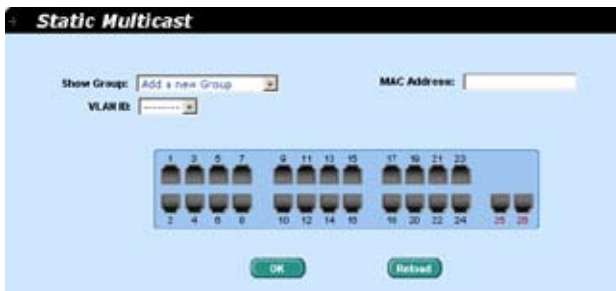 Static Multicast
Show Group: Add a new Group MAC Address:
VLAN ID: --------
1 3 5 7 9 11 13 15 17 19 21 23
2 4 6 8 10 12 14 16 18 20 22 24 25 26
OK Reload